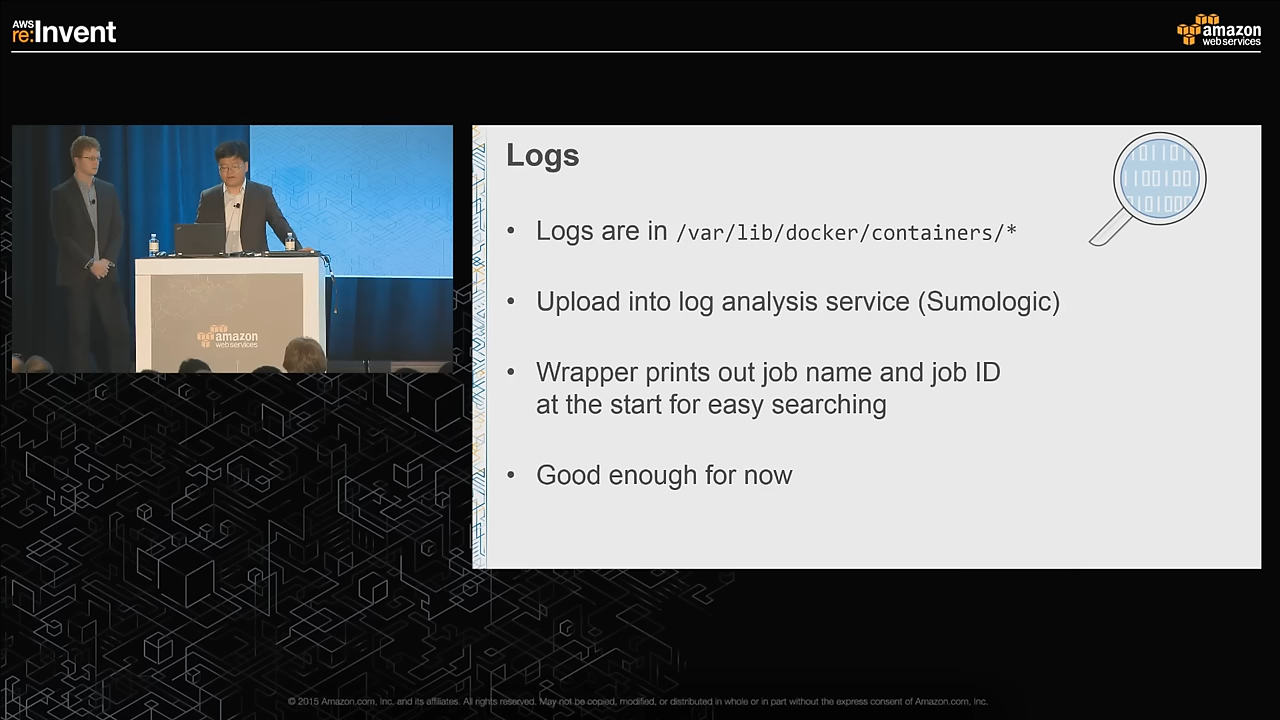 AWS
re:Invent
amazon
web services
Logs
101101
1100100
0101000
• Logs are in /var/lib/docker/containers/*
• Upload into log analysis service (Sumologic)
• Wrapper prints out job name and job ID
at the start for easy searching
• Good enough for now
amazon
web services
© 2015 Amazon.com, Inc. and its affiliates. All rights reserved. May not be copied, modified, or distributed in whole or in part without the express consent of Amazon.com, Inc.